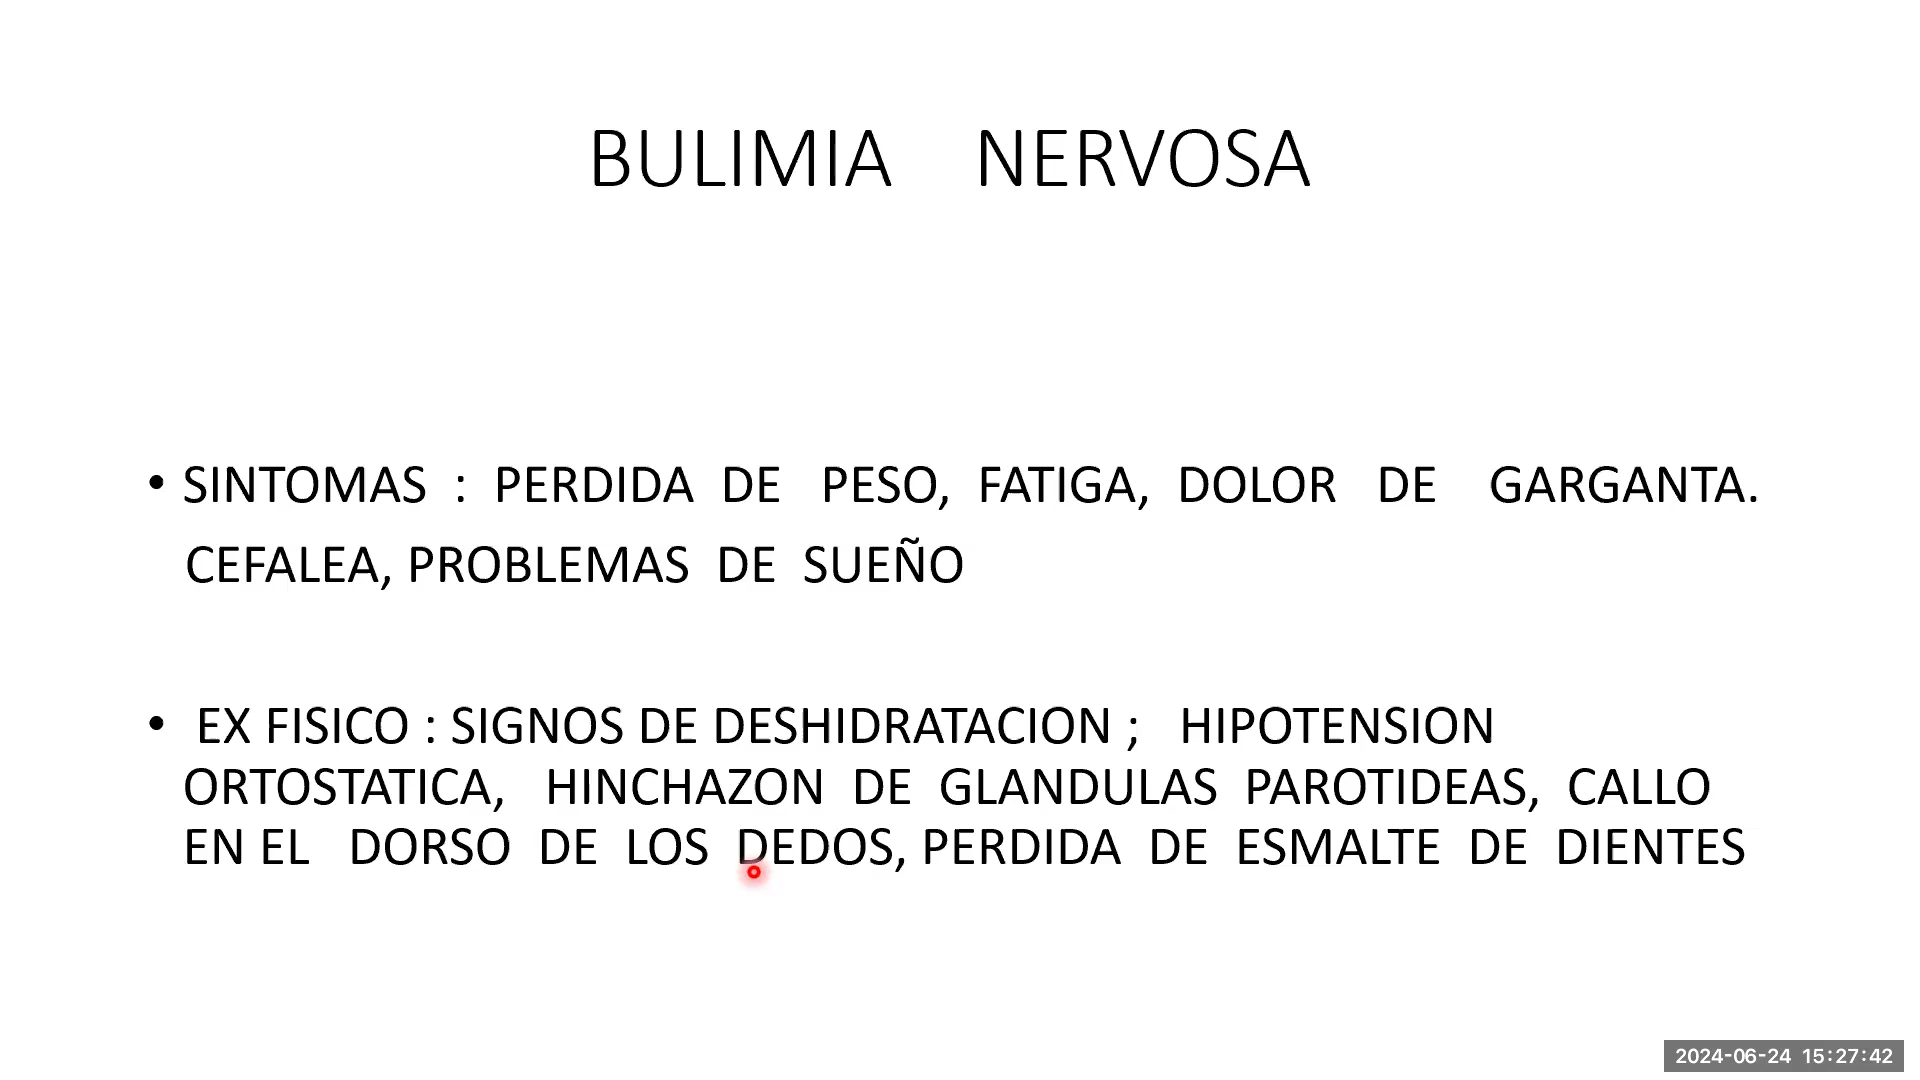 BULIMIA NERVOSA
• SINTOMAS : PERDIDA DE PESO, FATIGA, DOLOR DE GARGANTA.
CEFALEA, PROBLEMAS DE SUEÑO
• EX FISICO : SIGNOS DE DESHIDRATACION ; HIPOTENSION
ORTOSTATICA, HINCHAZON DE GLANDULAS PAROTIDEAS, CALLO
EN EL DORSO DE LOS DEDOS, PERDIDA DE ESMALTE DE DIENTES
2024-06-24 15:27:42